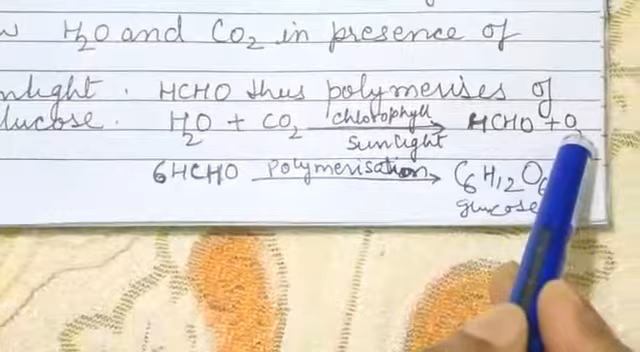 H2O and CO2 in presence of
nlight. HCHO thus polymerises of
lucose. H2O + CO2 chlorophyll → HCHO + O2
sunlight
6HCHO polymerisation → C6H12O6
glucose